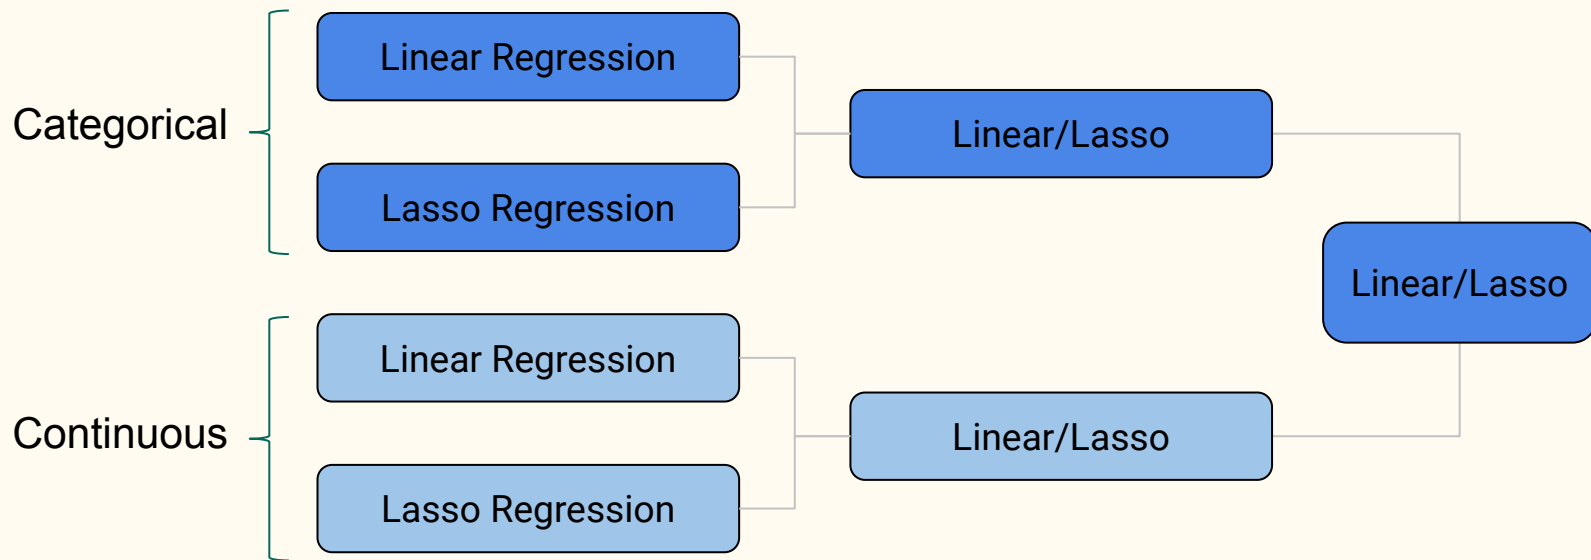 Categorical
Linear Regression
Lasso Regression
Linear/Lasso
Continuous
Linear Regression
Lasso Regression
Linear/Lasso
Linear/Lasso